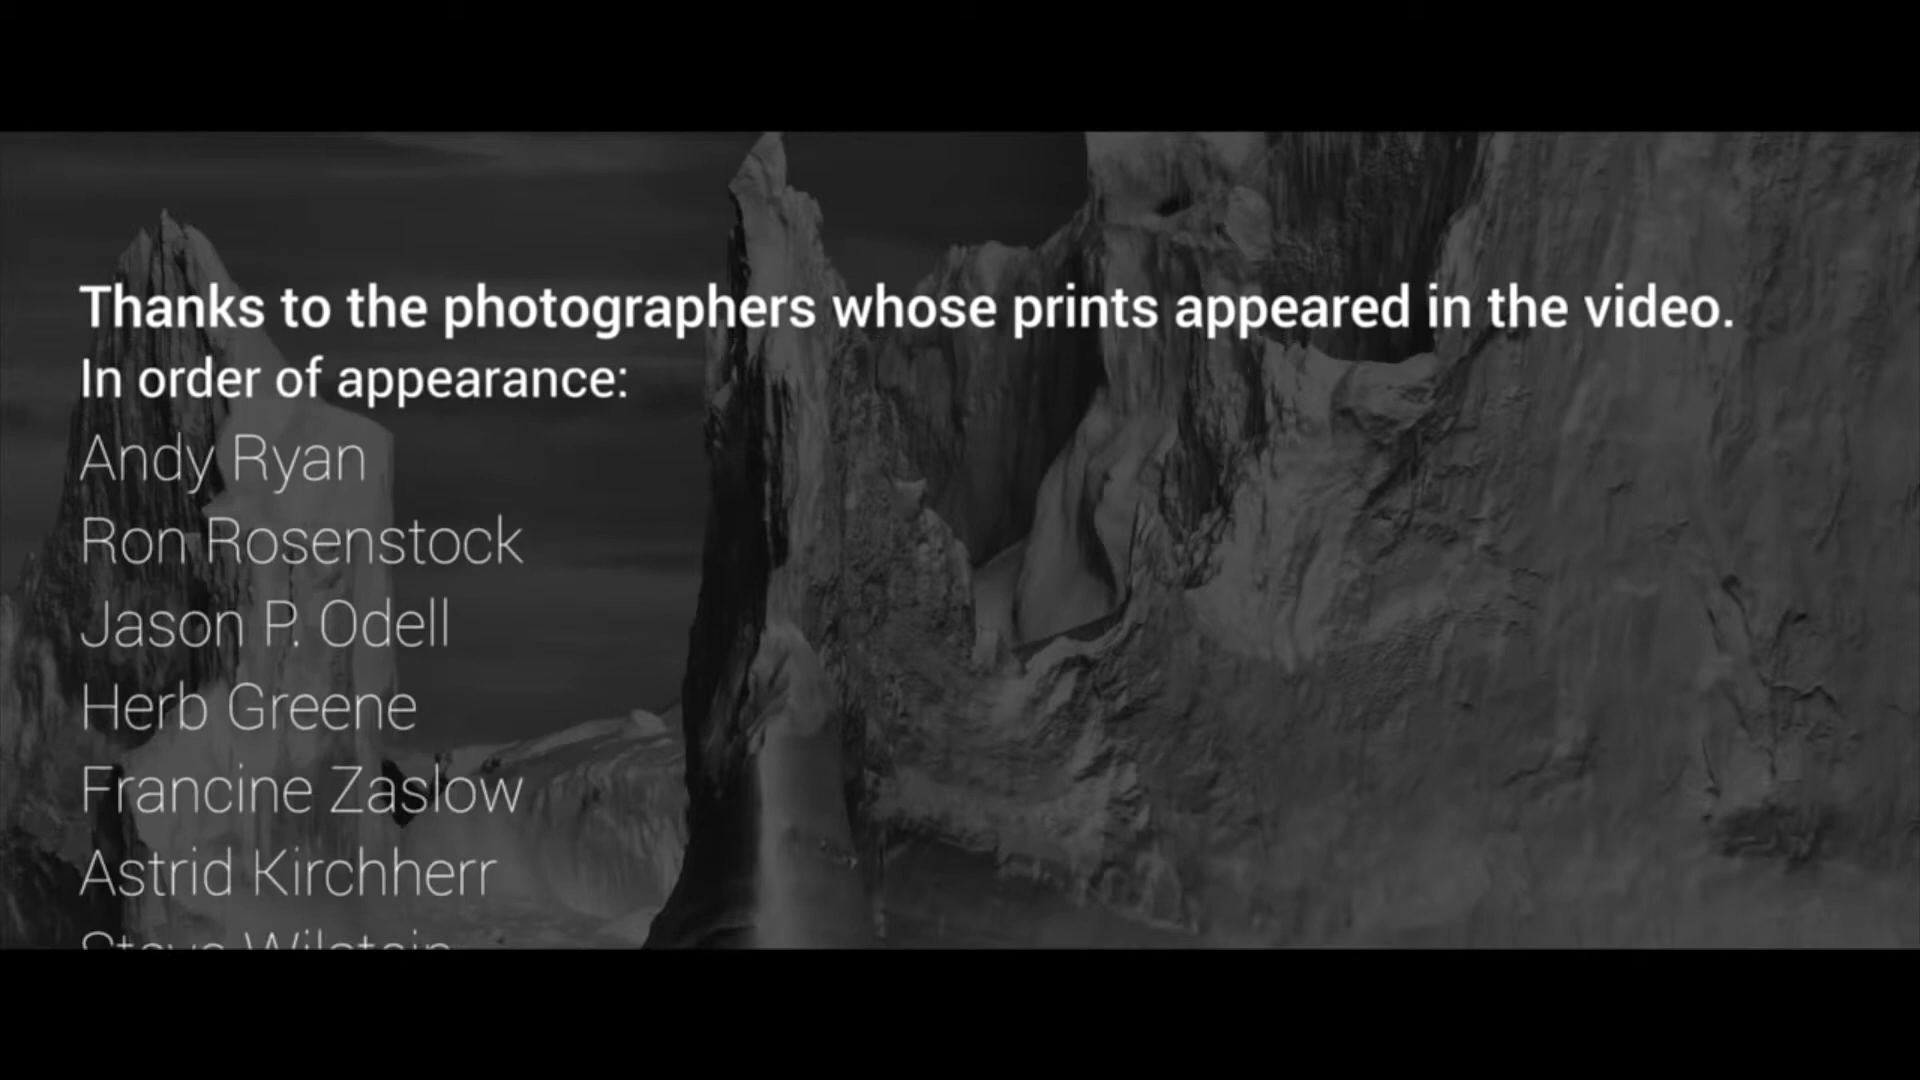 Thanks to the photographers whose prints appeared in the video.
In order of appearance:
Andy Ryan
Ron Rosenstock
Jason P. Odell
Herb Greene
Francine Zaslow
Astrid Kirchherr